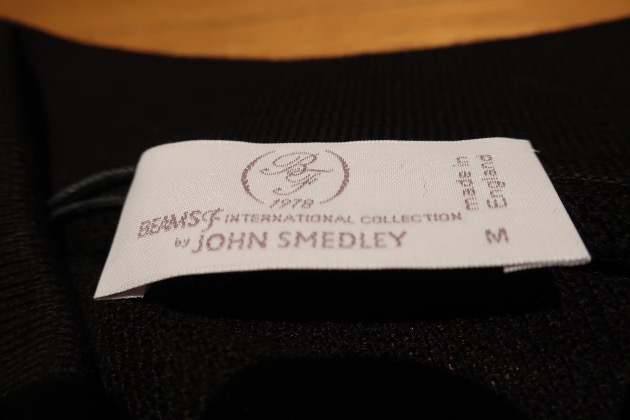 BF
1978
BEAMS F INTERNATIONAL COLLECTION
by JOHN SMEDLEY
made in
England
M